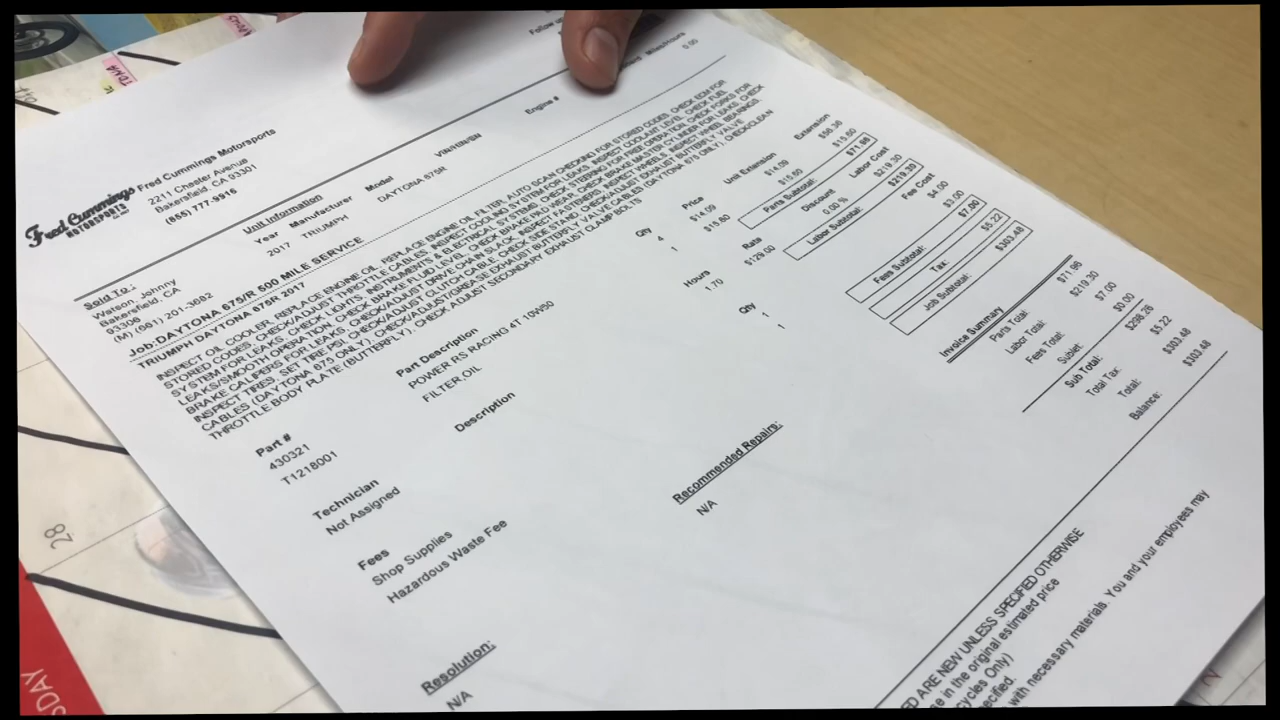 Follow
Miles/Hours
0.00
Fred Cummings
MOTORSPORTS
Fred Cummings Motorsports
2211 Chester Avenue
Bakersfield, CA 93301
(855) 777-9916
Unit Information
Year Manufacturer Model VIN/HIN/SN Engine #
2017 TRIUMPH DAYTONA 675R
Sold To:
Watson, Johnny
Bakersfield, CA
93306
(M) (661) 201-3682
Job:DAYTONA 675/R 500 MILE SERVICE
TRIUMPH DAYTONA 675R 2017
INSPECT OIL COOLER, REPLACE ENGINE OIL, REPLACE ENGINE OIL FILTER, AUTO SCAN CHECKING FOR STORED CODES, CHECK ECM FOR
STORED CODES, CHECK/ADJUST THROTTLE CABLES, INSPECT COOLING SYSTEM FOR LEAKS, INSPECT COOLANT LEVEL, CHECK FUEL
SYSTEM FOR LEAKS, CHECK LIGHTS, INSTRUMENTS & ELECTRICAL SYSTEMS, CHECK STEERING FOR FREE OPERATION, CHECK FORKS FOR
LEAKS/SMOOTH OPERATION, CHECK BRAKE FLUID LEVEL, CHECK BRAKE PAD WEAR, CHECK BRAKE MASTER CYLINDER FOR LEAKS, CHECK
BRAKE CALIPERS FOR LEAKS, CHECK/ADJUST DRIVE CHAIN SLACK, INSPECT FASTENERS, INSPECT WHEELS, INSPECT WHEEL BEARINGS,
INSPECT TIRES, SET TIRE PSI, CHECK/ADJUST CLUTCH CABLE, CHECK SIDE STAND, CHECK/ADJUST EXHAUST BUTTERFLY VALVE
CABLES (DAYTONA 675 ONLY), CHECK/ADJUST/GREASE EXHAUST BUTTERFLY VALVE CABLES (DAYTONA 675 ONLY), CHECK/CLEAN
THROTTLE BODY PLATE (BUTTERFLY), CHECK ADJUST SECONDARY EXHAUST CLAMP BOLTS
Part # Part Description Qty Price Unit Extension Extension
430321 POWER RS RACING 4T 10W50 4 $14.09 $14.09 $56.36
T1218001 FILTER,OIL 1 $15.60 $15.60 $15.60
Parts Subtotal: $71.96
Technician Description Hours Rate Discount Labor Cost
Not Assigned 1.70 $129.00 0.00 % $219.30
Labor Subtotal: $219.30
Fees Qty Fee Cost
Shop Supplies 1 $4.00
Hazardous Waste Fee 1 $3.00
Fees Subtotal: $7.00
Tax: $5.22
Job Subtotal: $303.48
Resolution:
N/A
Recommended Repairs:
N/A
Invoice Summary
Parts Total: $71.96
Labor Total: $219.30
Fees Total: $7.00
Sublet: $0.00
Sub Total: $298.26
Total Tax: $5.22
Total: $303.48
Balance: $303.48
ED ARE NEW UNLESS SPECIFIED OTHERWISE
e in the original estimated price
cycles Only)
ecified.
with necessary materials. You and your employees may
28
DAY